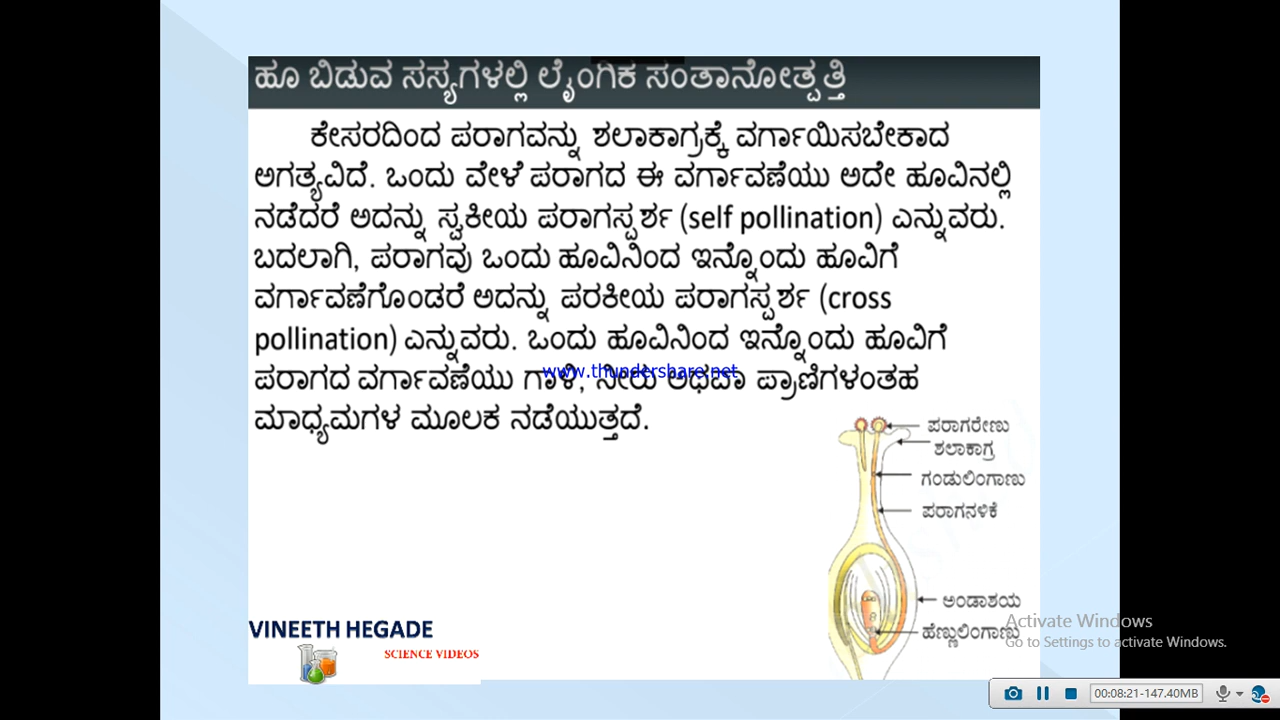 ಹೂ ಬಿಡುವ ಸಸ್ಯಗಳಲ್ಲಿ ಲೈಂಗಿಕ ಸಂತಾನೋತ್ಪತ್ತಿ
ಕೇಸರದಿಂದ ಪರಾಗವನ್ನು ಶಲಾಕಾಗ್ರಕ್ಕೆ ವರ್ಗಾಯಿಸಬೇಕಾದ
ಅಗತ್ಯವಿದೆ. ಒಂದು ವೇಳೆ ಪರಾಗದ ಈ ವರ್ಗಾವಣೆಯು ಅದೇ ಹೂವಿನಲ್ಲಿ
ನಡೆದರೆ ಅದನ್ನು ಸ್ವಕೀಯ ಪರಾಗಸ್ಪರ್ಶ (self pollination) ಎನ್ನುವರು.
ಬದಲಾಗಿ, ಪರಾಗವು ಒಂದು ಹೂವಿನಿಂದ ಇನ್ನೊಂದು ಹೂವಿಗೆ
ವರ್ಗಾವಣೆಗೊಂಡರೆ ಅದನ್ನು ಪರಕೀಯ ಪರಾಗಸ್ಪರ್ಶ (cross
pollination) ಎನ್ನುವರು. ಒಂದು ಹೂವಿನಿಂದ ಇನ್ನೊಂದು ಹೂವಿಗೆ
ಪರಾಗದ ವರ್ಗಾವಣೆಯು ಗಾಳಿ, ನೀರು ಅಥವಾ ಪ್ರಾಣಿಗಳಂತಹ
www.thundershare.net
ಮಾಧ್ಯಮಗಳ ಮೂಲಕ ನಡೆಯುತ್ತದೆ.
ಪರಾಗರೇಣು
ಶಲಾಕಾಗ್ರ
ಗಂಡುಲಿಂಗಾಣು
ಪರಾಗನಳಿಕೆ
ಅಂಡಾಶಯ
ಹೆಣ್ಣುಲಿಂಗಾಣು
VINEETH HEGADE
SCIENCE VIDEOS
Activate Windows
Go to Settings to activate Windows.
00:08:21-147.40MB